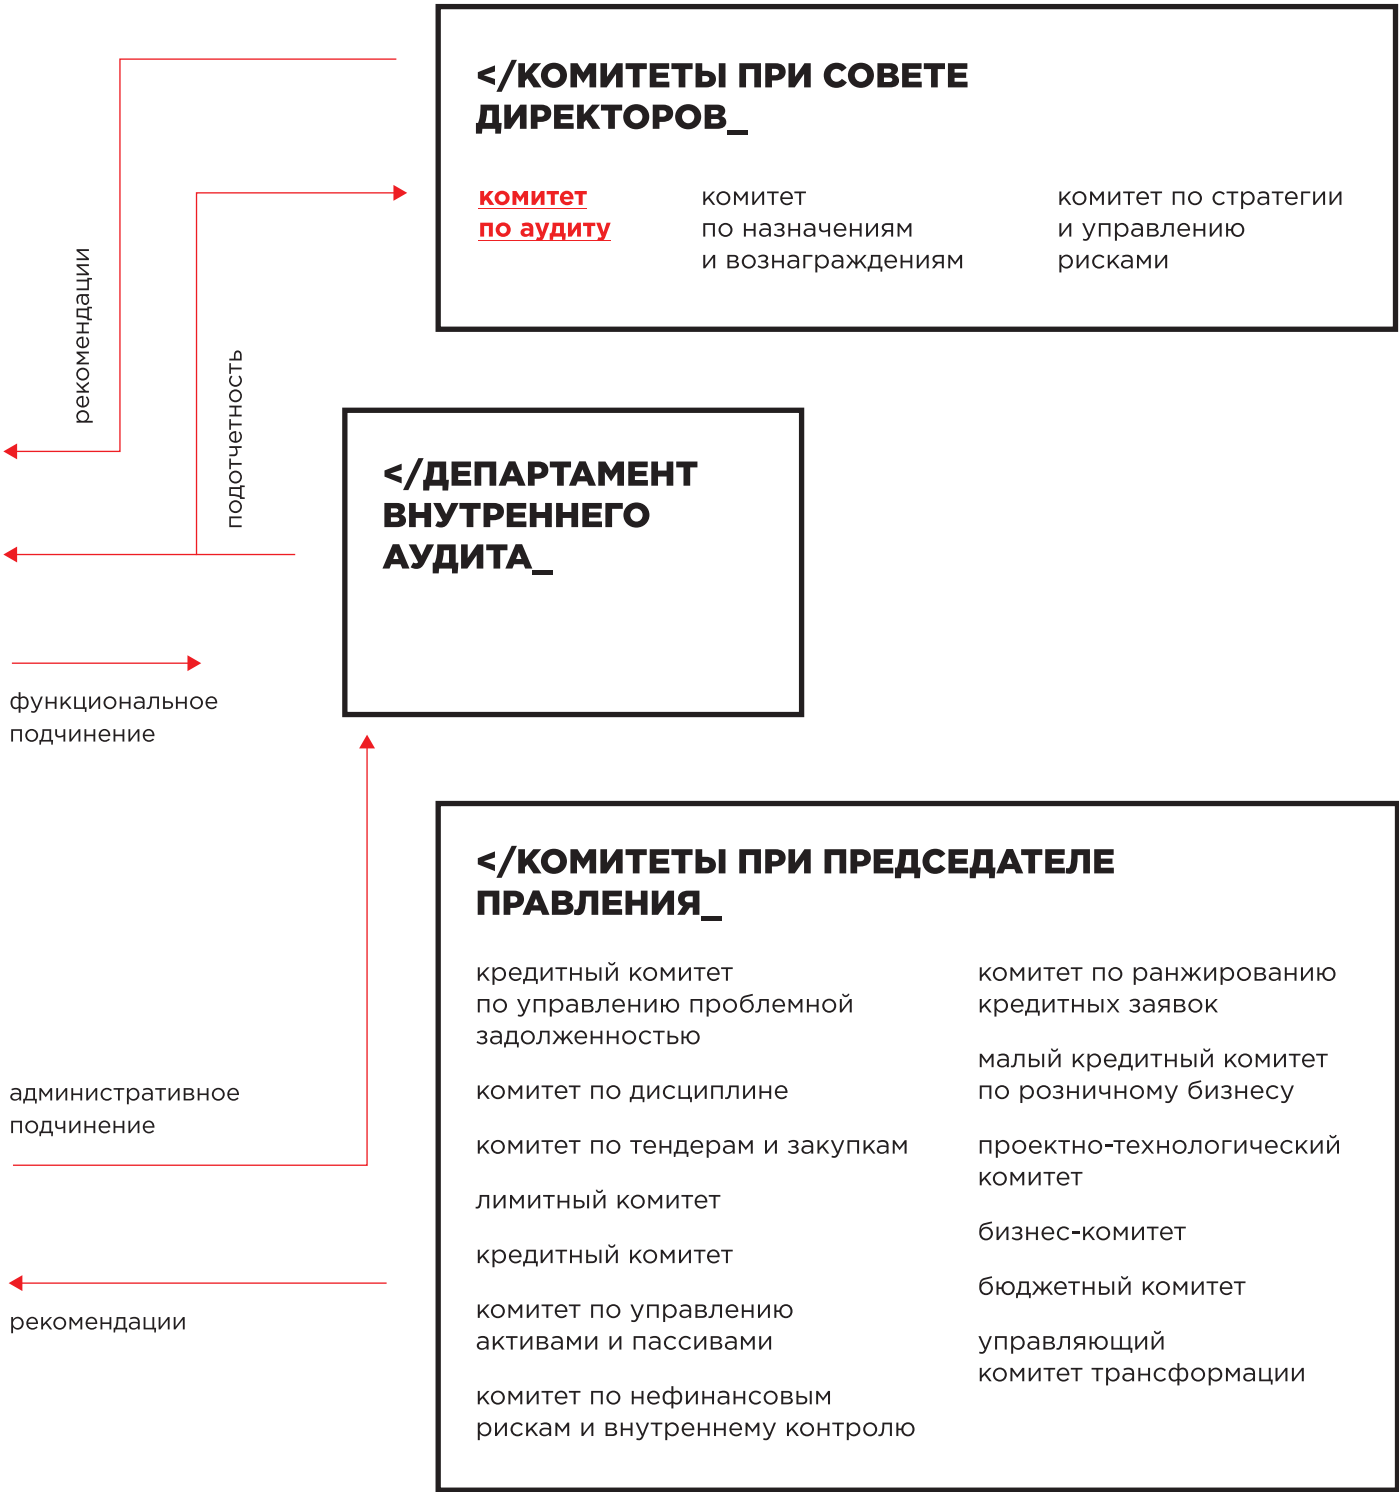 </КОМИТЕТЫ ПРИ СОВЕТЕ
ДИРЕКТОРОВ_
комитет
по аудиту
комитет
по назначениям
и вознаграждениям
комитет по стратегии
и управлению
рисками
рекомендации
подотчетность
</ДЕПАРТАМЕНТ
ВНУТРЕННЕГО
АУДИТА_
функциональное
подчинение
</КОМИТЕТЫ ПРИ ПРЕДСЕДАТЕЛЕ
ПРАВЛЕНИЯ_
кредитный комитет
по управлению проблемной
задолженностью
комитет по дисциплине
комитет по тендерам и закупкам
лимитный комитет
кредитный комитет
комитет по управлению
активами и пассивами
комитет по нефинансовым
рискам и внутреннему контролю
комитет по ранжированию
кредитных заявок
малый кредитный комитет
по розничному бизнесу
проектно-технологический
комитет
бизнес-комитет
бюджетный комитет
управляющий
комитет трансформации
административное
подчинение
рекомендации